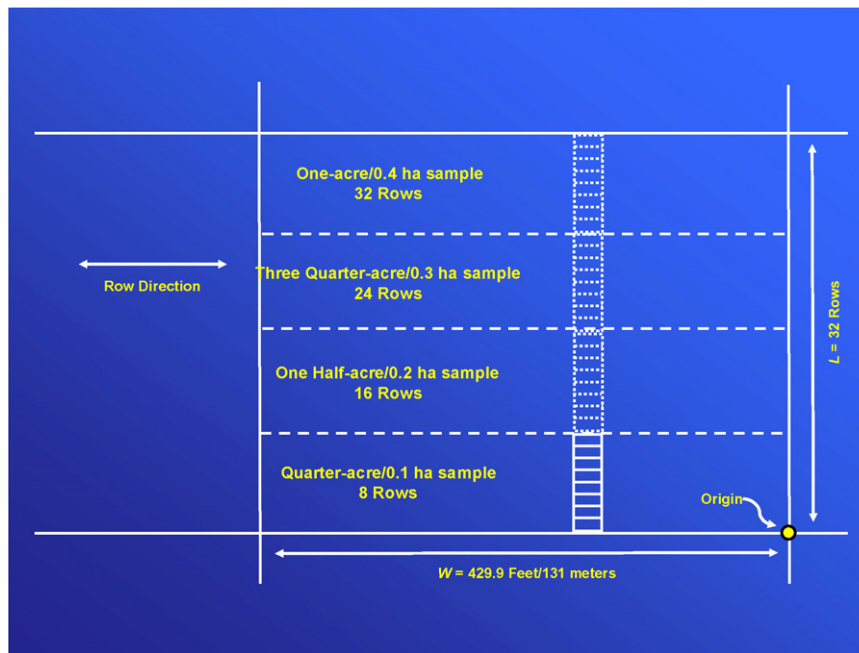 One-acre/0.4 ha sample
32 Rows
Row Direction
Three Quarter-acre/0.3 ha sample
24 Rows
L = 32 Rows
One Half-acre/0.2 ha sample
16 Rows
Quarter-acre/0.1 ha sample
8 Rows
Origin
W = 429.9 Feet/131 meters